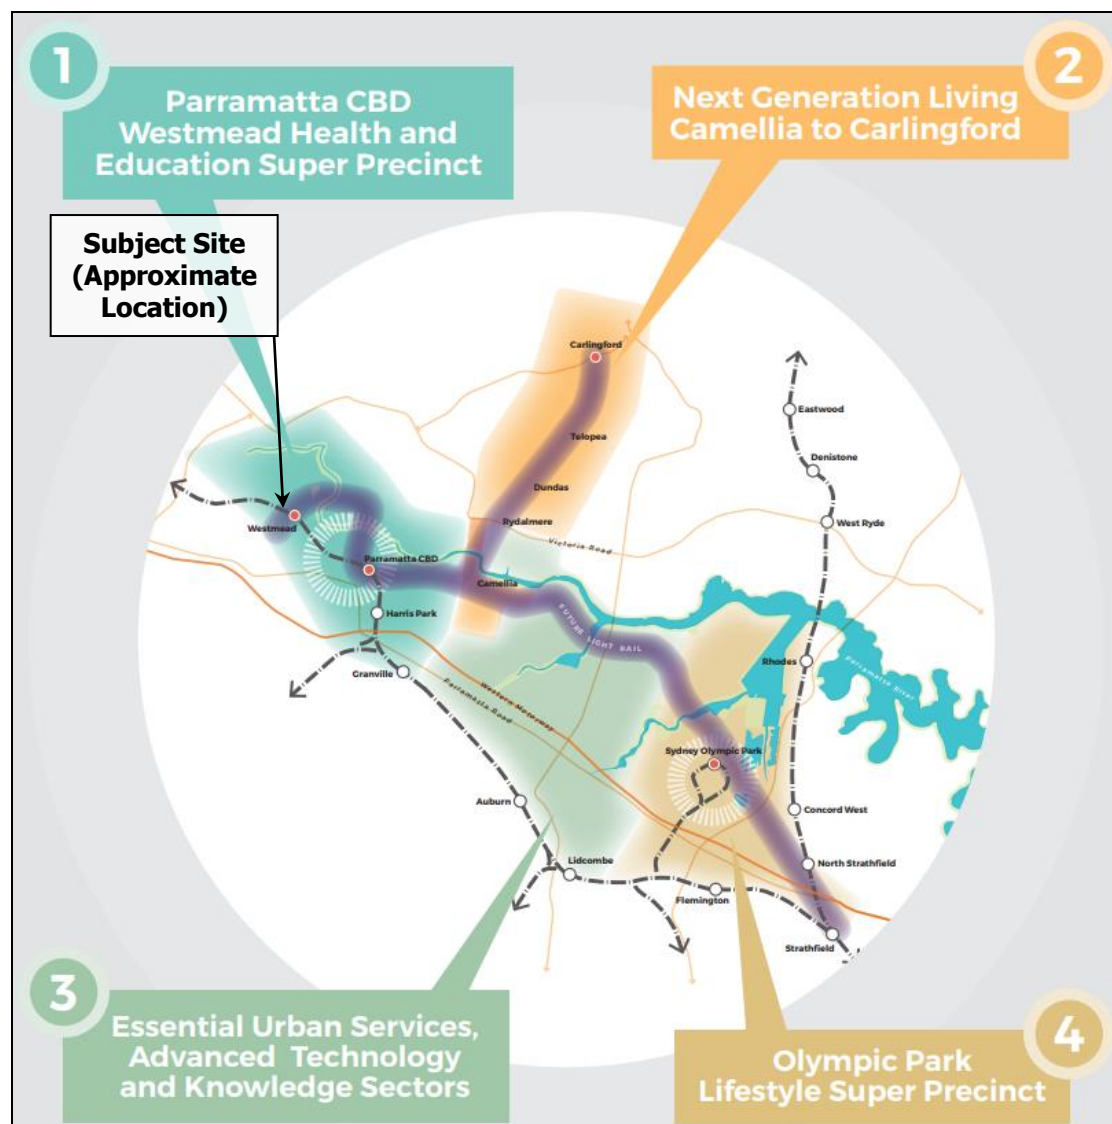 1
Parramatta CBD
Westmead Health and
Education Super Precinct
2
Next Generation Living
Camellia to Carlingford
Subject Site
(Approximate
Location)
Carlingford
Telopea
Dundas
Rydalmere
Victoria Road
Eastwood
Denistone
West Ryde
Westmead
Parramatta CBD
Camellia
Harris Park
FUTURE LIGHT RAIL
Granville
Western Motorway
Parramatta Road
Rhodes
Parramatta River
Sydney Olympic Park
Auburn
Concord West
Lidcombe
North Strathfield
Flemington
Strathfield
3
Essential Urban Services,
Advanced Technology
and Knowledge Sectors
4
Olympic Park
Lifestyle Super Precinct